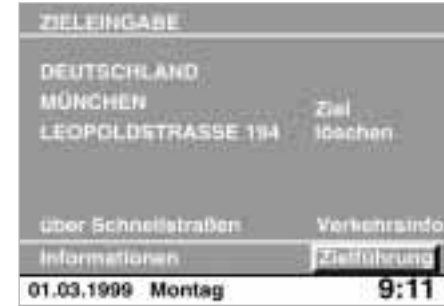 ZIELEINGABE
DEUTSCHLAND
MÜNCHEN
Ziel
LEOPOLDSTRASSE 194
löschen
über Schnellstraßen
Verkehrsinfo
Informationen
Zielführung
01.03.1999 Montag
9:11